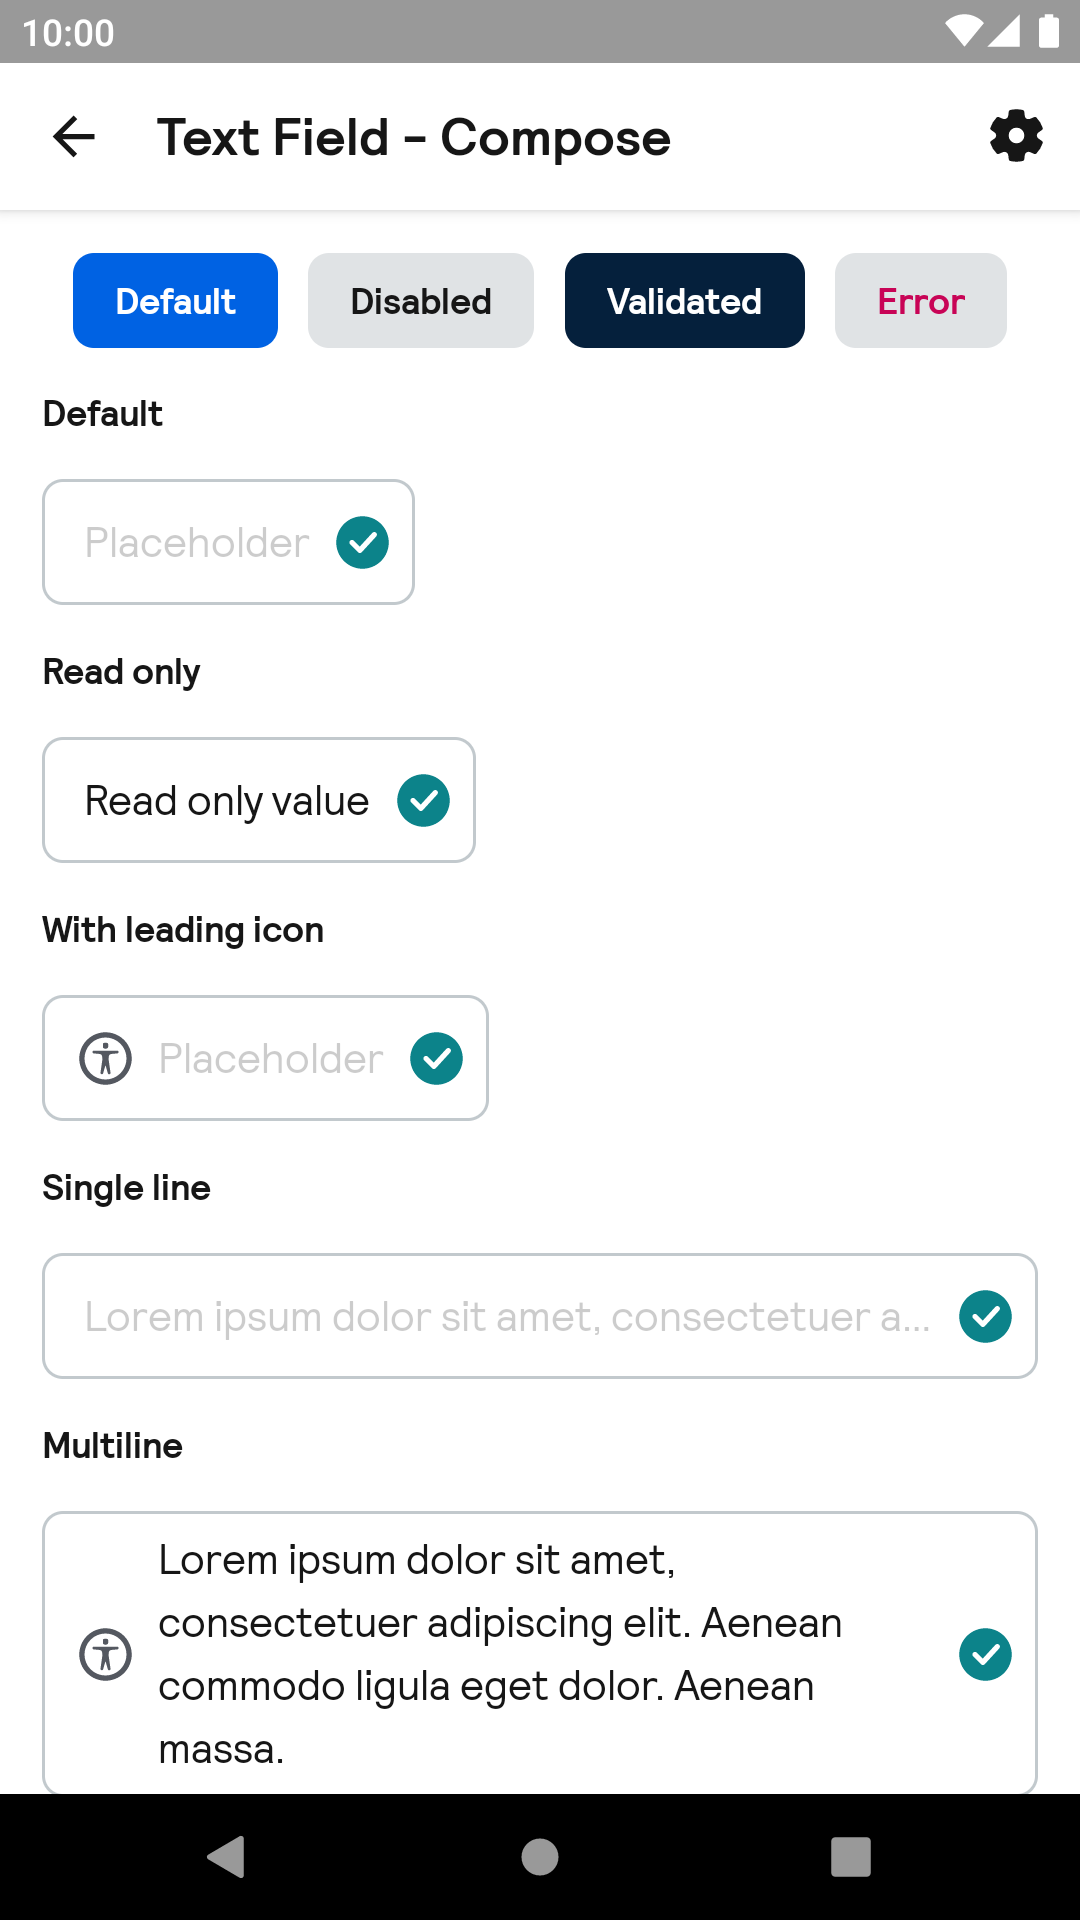 10:00
Text Field - Compose
Default Disabled Validated Error
Default
Placeholder
Read only
Read only value
With leading icon
Placeholder
Single line
Lorem ipsum dolor sit amet, consectetuer a...
Multiline
Lorem ipsum dolor sit amet,
consectetuer adipiscing elit. Aenean
commodo ligula eget dolor. Aenean
massa.